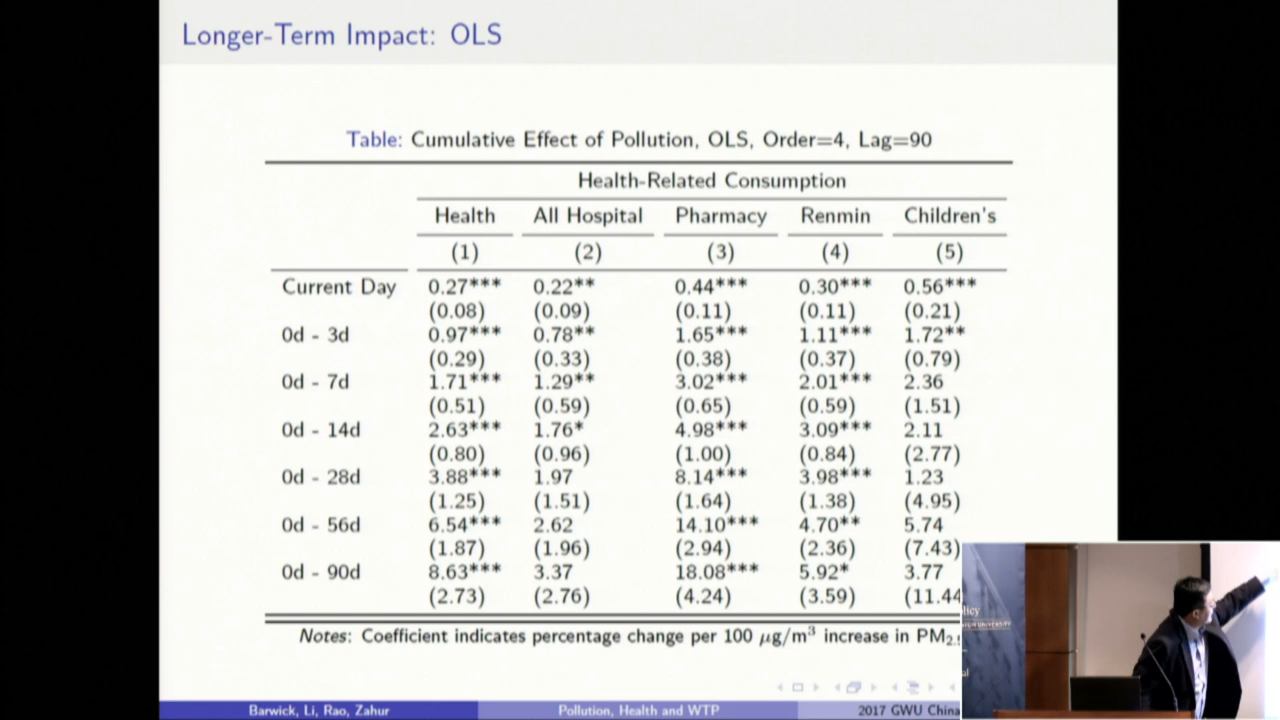 Longer-Term Impact: OLS
Table: Cumulative Effect of Pollution, OLS, Order=4, Lag=90
Health-Related Consumption
Health All Hospital Pharmacy Renmin Children's
(1) (2) (3) (4) (5)
Current Day 0.27*** 0.22** 0.44*** 0.30*** 0.56***
(0.08) (0.09) (0.11) (0.11) (0.21)
0d - 3d 0.97*** 0.78** 1.65*** 1.11*** 1.72**
(0.29) (0.33) (0.38) (0.37) (0.79)
0d - 7d 1.71*** 1.29** 3.02*** 2.01*** 2.36
(0.51) (0.59) (0.65) (0.59) (1.51)
0d - 14d 2.63*** 1.76* 4.98*** 3.09*** 2.11
(0.80) (0.96) (1.00) (0.84) (2.77)
0d - 28d 3.88*** 1.97 8.14*** 3.98*** 1.23
(1.25) (1.51) (1.64) (1.38) (4.95)
0d - 56d 6.54*** 2.62 14.10*** 4.70** 5.74
(1.87) (1.96) (2.94) (2.36) (7.43)
0d - 90d 8.63*** 3.37 18.08*** 5.92* 3.77
(2.73) (2.76) (4.24) (3.59) (11.44
Notes: Coefficient indicates percentage change per 100 μg/m³ increase in PM₂.
Barwick, Li, Rao, Zahur Pollution, Health and WTP 2017 GWU China
licy